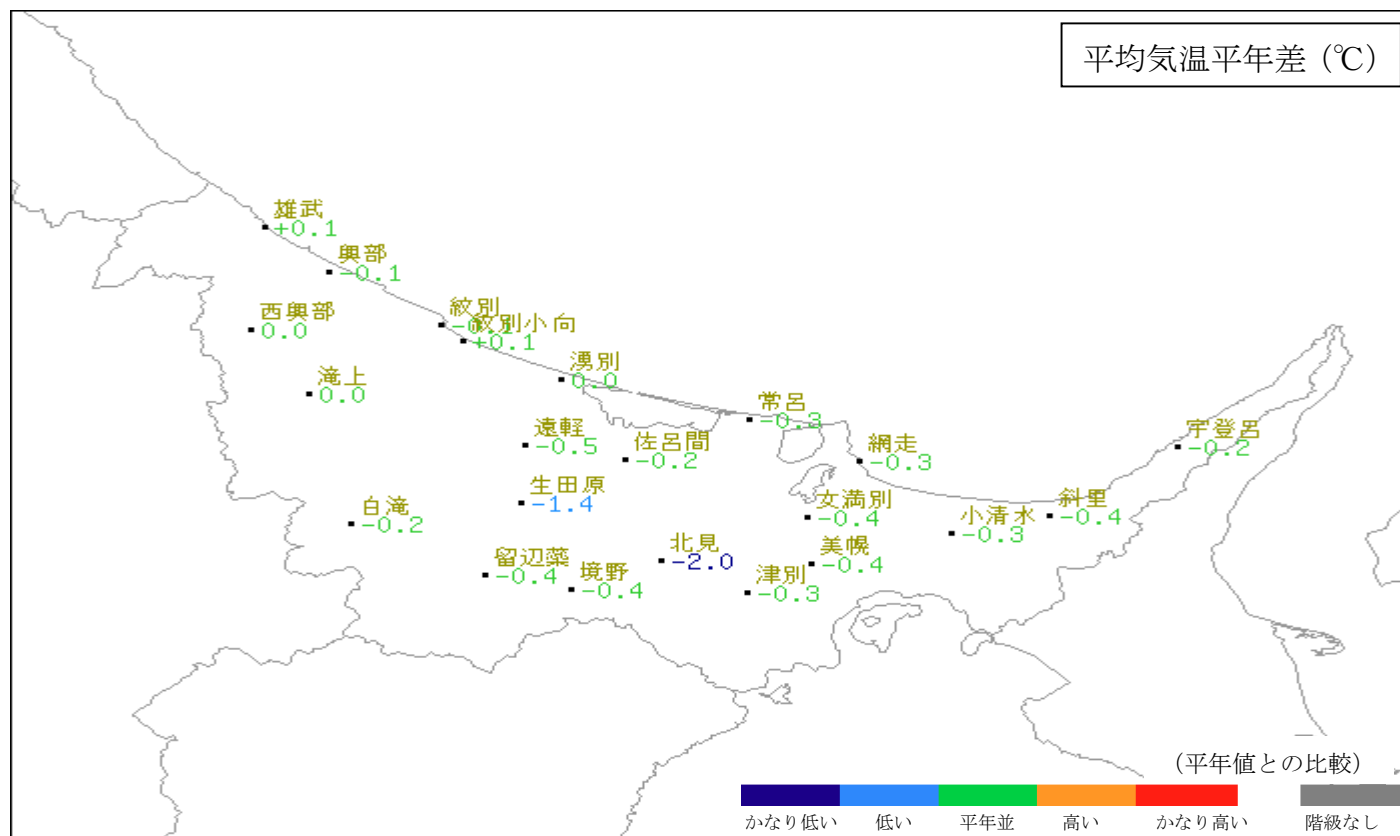 平均気温平年差（℃）
雄武
+0.1
興部
-0.1
西興部
0.0
紋別
-0.1
紋別小向
+0.1
滝上
0.0
湧別
0.0
常呂
-0.3
遠軽
-0.5
佐呂間
-0.2
網走
-0.3
宇登呂
-0.2
生田原
-1.4
白滝
-0.2
女満別
-0.4
小清水
-0.3
斜里
-0.4
留辺蘂
-0.4
境野
-0.4
北見
-2.0
美幌
-0.4
津別
-0.3
（平年値との比較）
かなり低い 低い 平年並 高い かなり高い 階級なし